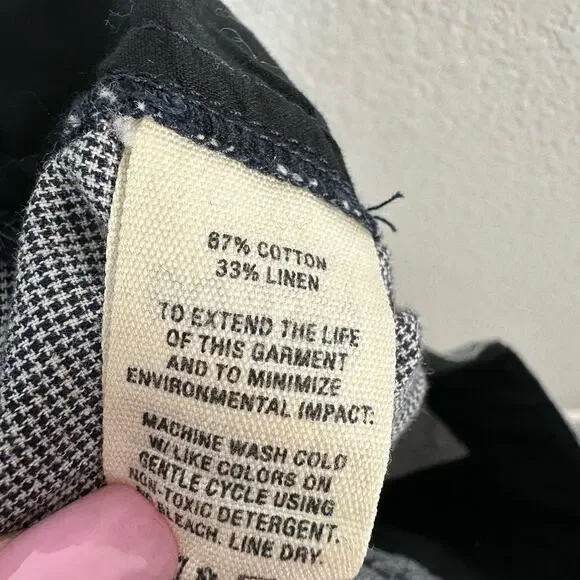 67% COTTON
33% LINEN
TO EXTEND THE LIFE
OF THIS GARMENT
AND TO MINIMIZE
ENVIRONMENTAL IMPACT:
MACHINE WASH COLD
W/ LIKE COLORS ON
GENTLE CYCLE USING
NON-TOXIC DETERGENT.
NO BLEACH. LINE DRY.